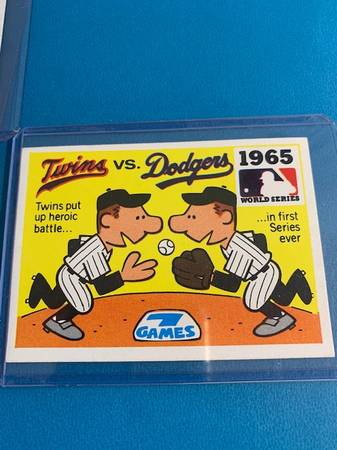 Twins vs. Dodgers
1965
WORLD SERIES
Twins put
up heroic
battle...
...in first
Series
ever
7
GAMES